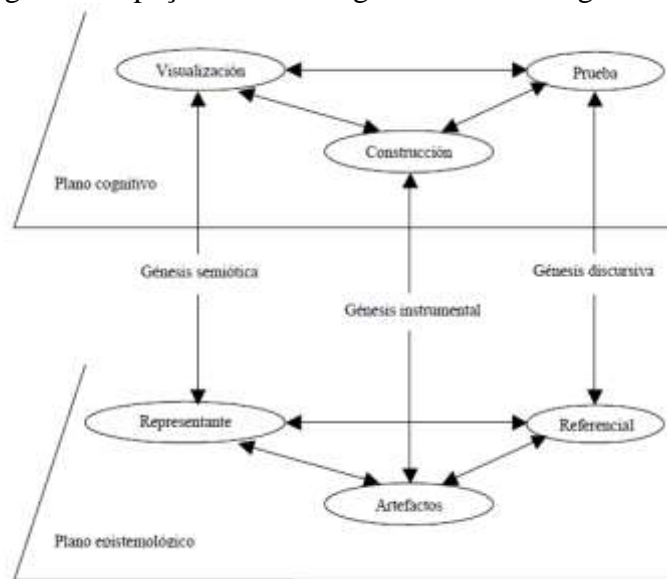 Visualización
Prueba
Construcción
Plano cognitivo
Génesis semiótica
Génesis discursiva
Génesis instrumental
Representante
Referencial
Artefactos
Plano epistemológico